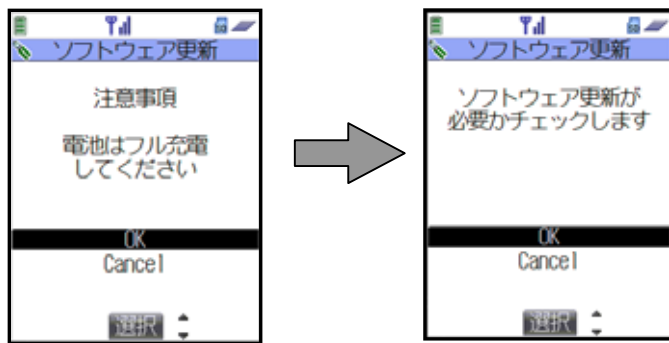 ソフトウェア更新
注意事項
電池はフル充電
してください
OK
Cancel
選択
ソフトウェア更新
ソフトウェア更新が
必要かチェックします
OK
Cancel
選択